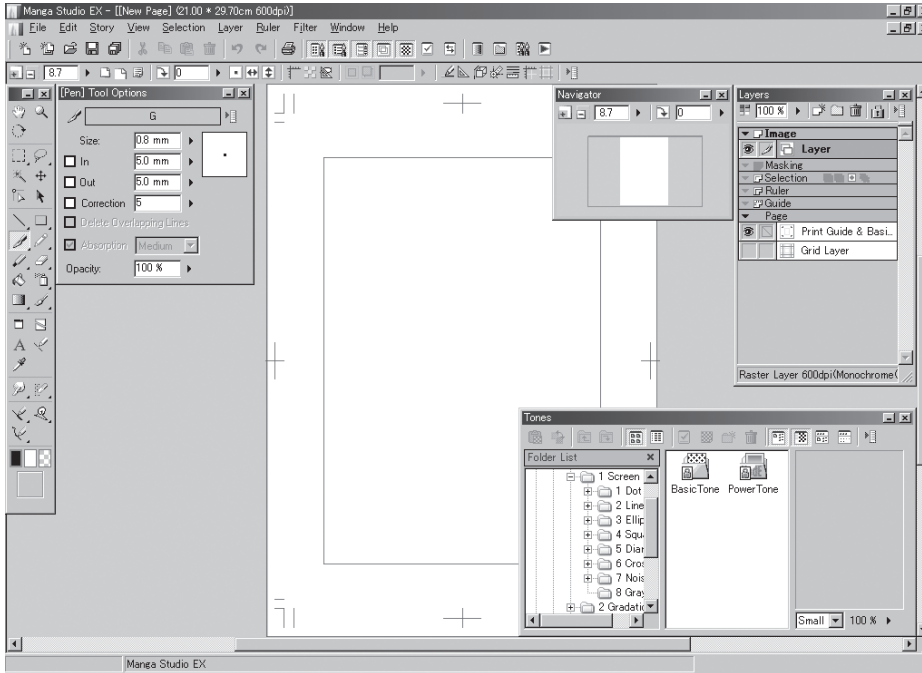 Manga Studio EX - [[New Page] (21.00 * 29.70cm 600dpi)]
File Edit Story View Selection Layer Ruler Filter Window Help
8.7 0
[Pen] Tool Options
G
Size: 0.8 mm
In 5.0 mm
Out 5.0 mm
Correction 5
Delete Overlapping Lines
Absorption Medium
Opacity: 100 %
Navigator
8.7 0
Layers
100 %
Image
Layer
Masking
Selection
Ruler
Guide
Page
Print Guide & Basi...
Grid Layer
Raster Layer 600dpi(Monochrome(
Tones
Folder List
1 Screen
1 Dot
2 Line
3 Ellip
4 Squ
5 Diar
6 Cros
7 Nois
8 Gray
2 Gradatic
BasicTone PowerTone
Small 100 %
Manga Studio EX